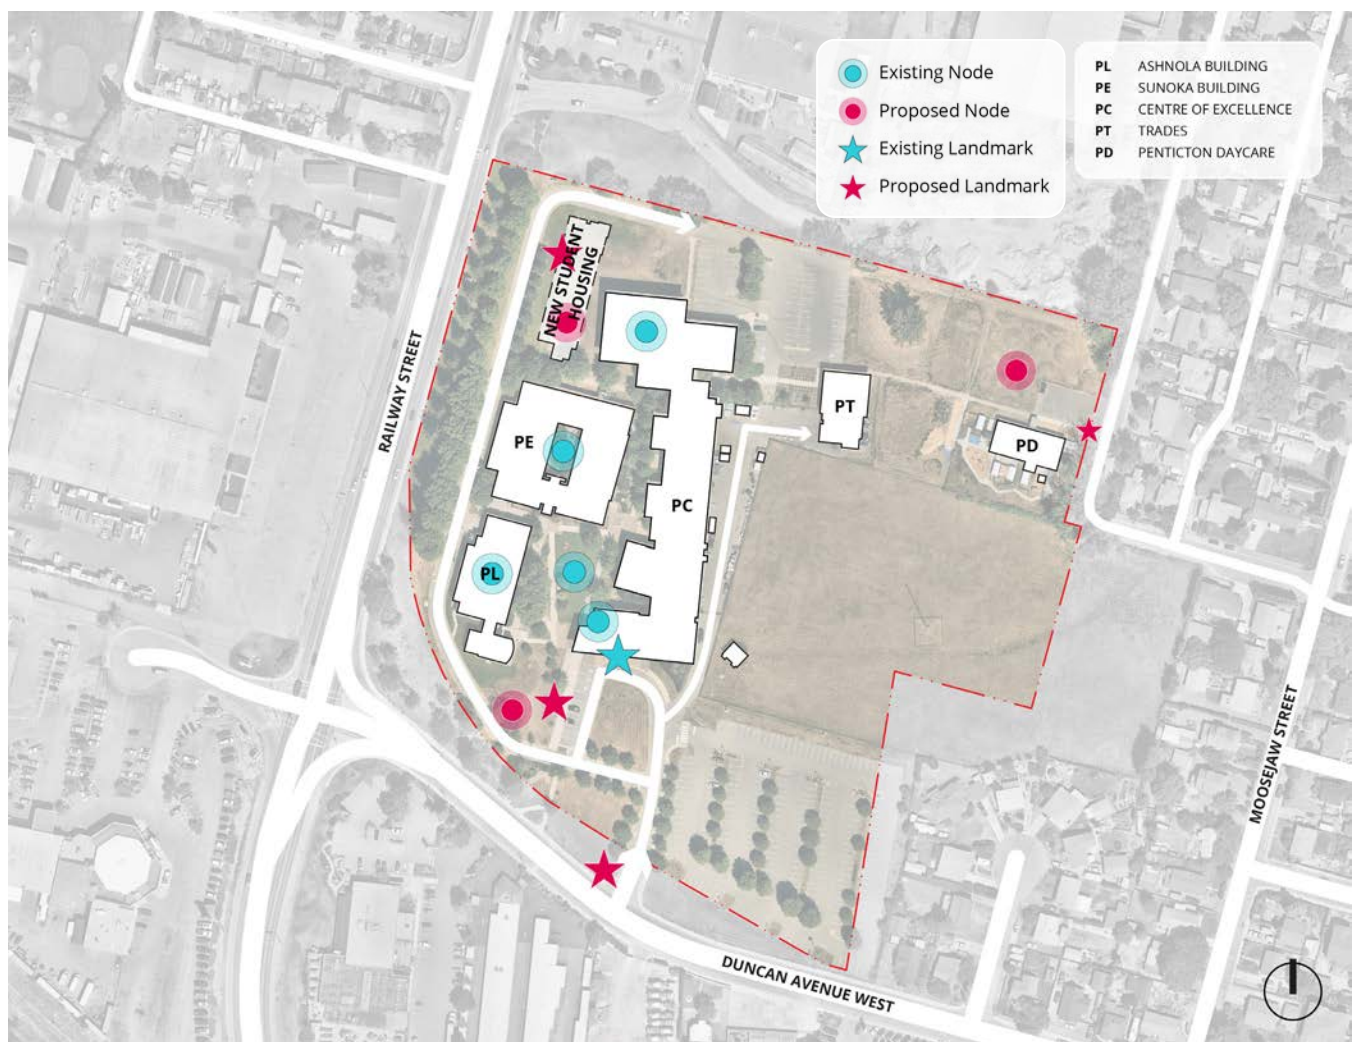 Existing Node
Proposed Node
Existing Landmark
Proposed Landmark
PL ASHNOLA BUILDING
PE SUNOKA BUILDING
PC CENTRE OF EXCELLENCE
PT TRADES
PD PENTICTON DAYCARE
NEW STUDENT
HOUSING
RAILWAY STREET
PT
PE
PD
PC
PL
MOOSEJAW STREET
DUNCAN AVENUE WEST